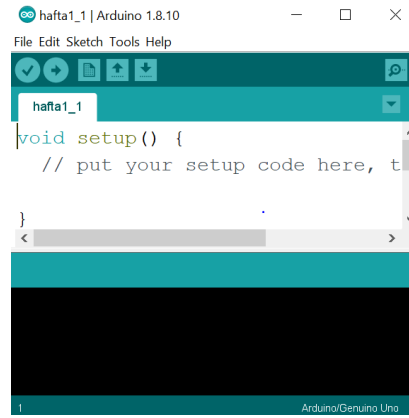 hafta1_1 | Arduino 1.8.10
File Edit Sketch Tools Help
hafta1_1
void setup() {
  // put your setup code here, t
}
1 Arduino/Genuino Uno